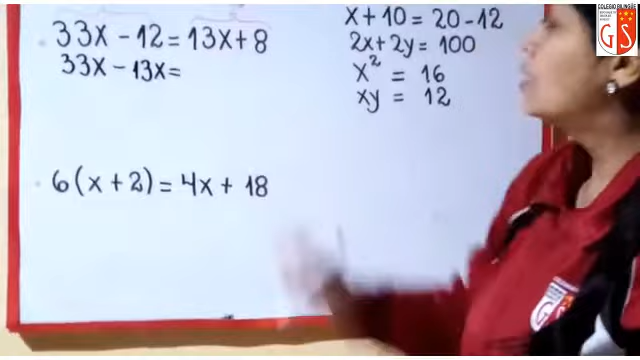 33x - 12 = 13x + 8
33x - 13x =
6(x + 2) = 4x + 18
x + 10 = 20 - 12
2x + 2y = 100
x² = 16
xy = 12
GS
GS